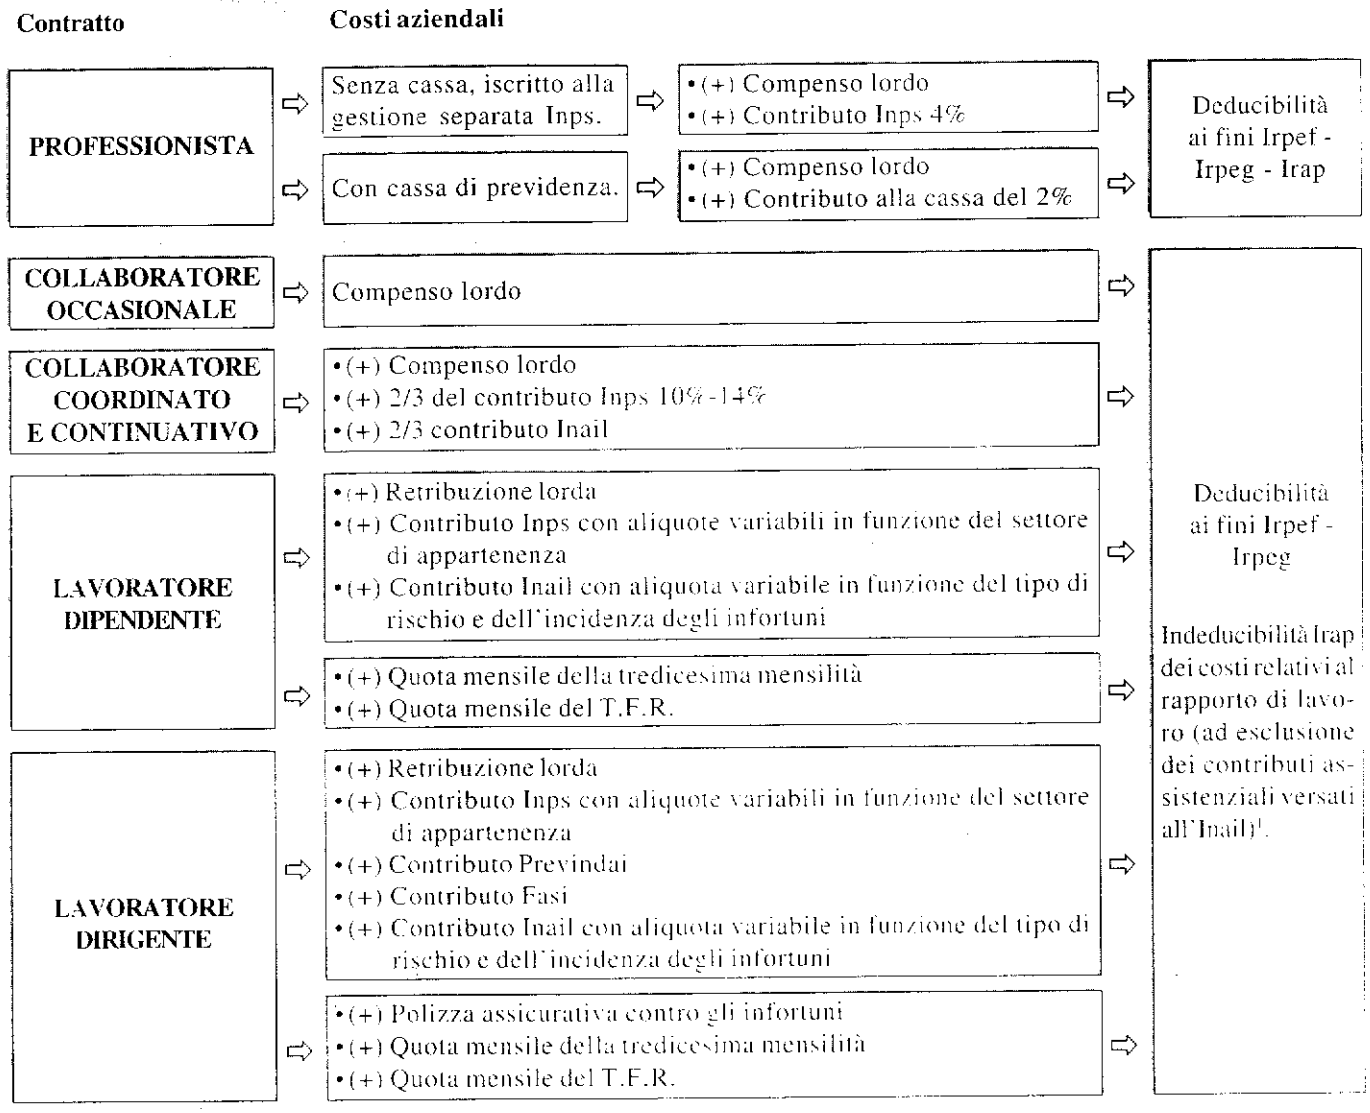 Contratto
Costi aziendali
PROFESSIONISTA
Senza cassa, iscritto alla
gestione separata Inps.
•(+) Compenso lordo
•(+) Contributo Inps 4%
Con cassa di previdenza.
•(+) Compenso lordo
•(+) Contributo alla cassa del 2%
Deducibilità
ai fini Irpef -
Irpeg - Irap
COLLABORATORE
OCCASIONALE
Compenso lordo
COLLABORATORE
COORDINATO
E CONTINUATIVO
•(+) Compenso lordo
•(+) 2/3 del contributo Inps 10%-14%
•(+) 2/3 contributo Inail
LAVORATORE
DIPENDENTE
•(+) Retribuzione lorda
•(+) Contributo Inps con aliquote variabili in funzione del settore
di appartenenza
•(+) Contributo Inail con aliquota variabile in funzione del tipo di
rischio e dell'incidenza degli infortuni
•(+) Quota mensile della tredicesima mensilità
•(+) Quota mensile del T.F.R.
LAVORATORE
DIRIGENTE
•(+) Retribuzione lorda
•(+) Contributo Inps con aliquote variabili in funzione del settore
di appartenenza
•(+) Contributo Previndai
•(+) Contributo Fasi
•(+) Contributo Inail con aliquota variabile in funzione del tipo di
rischio e dell'incidenza degli infortuni
•(+) Polizza assicurativa contro gli infortuni
•(+) Quota mensile della tredicesima mensilità
•(+) Quota mensile del T.F.R.
Deducibilità
ai fini Irpef -
Irpeg
Indeducibilità Irap
dei costi relativi al
rapporto di lavo-
ro (ad esclusione
dei contributi as-
sistenziali versati
all'Inail)¹.